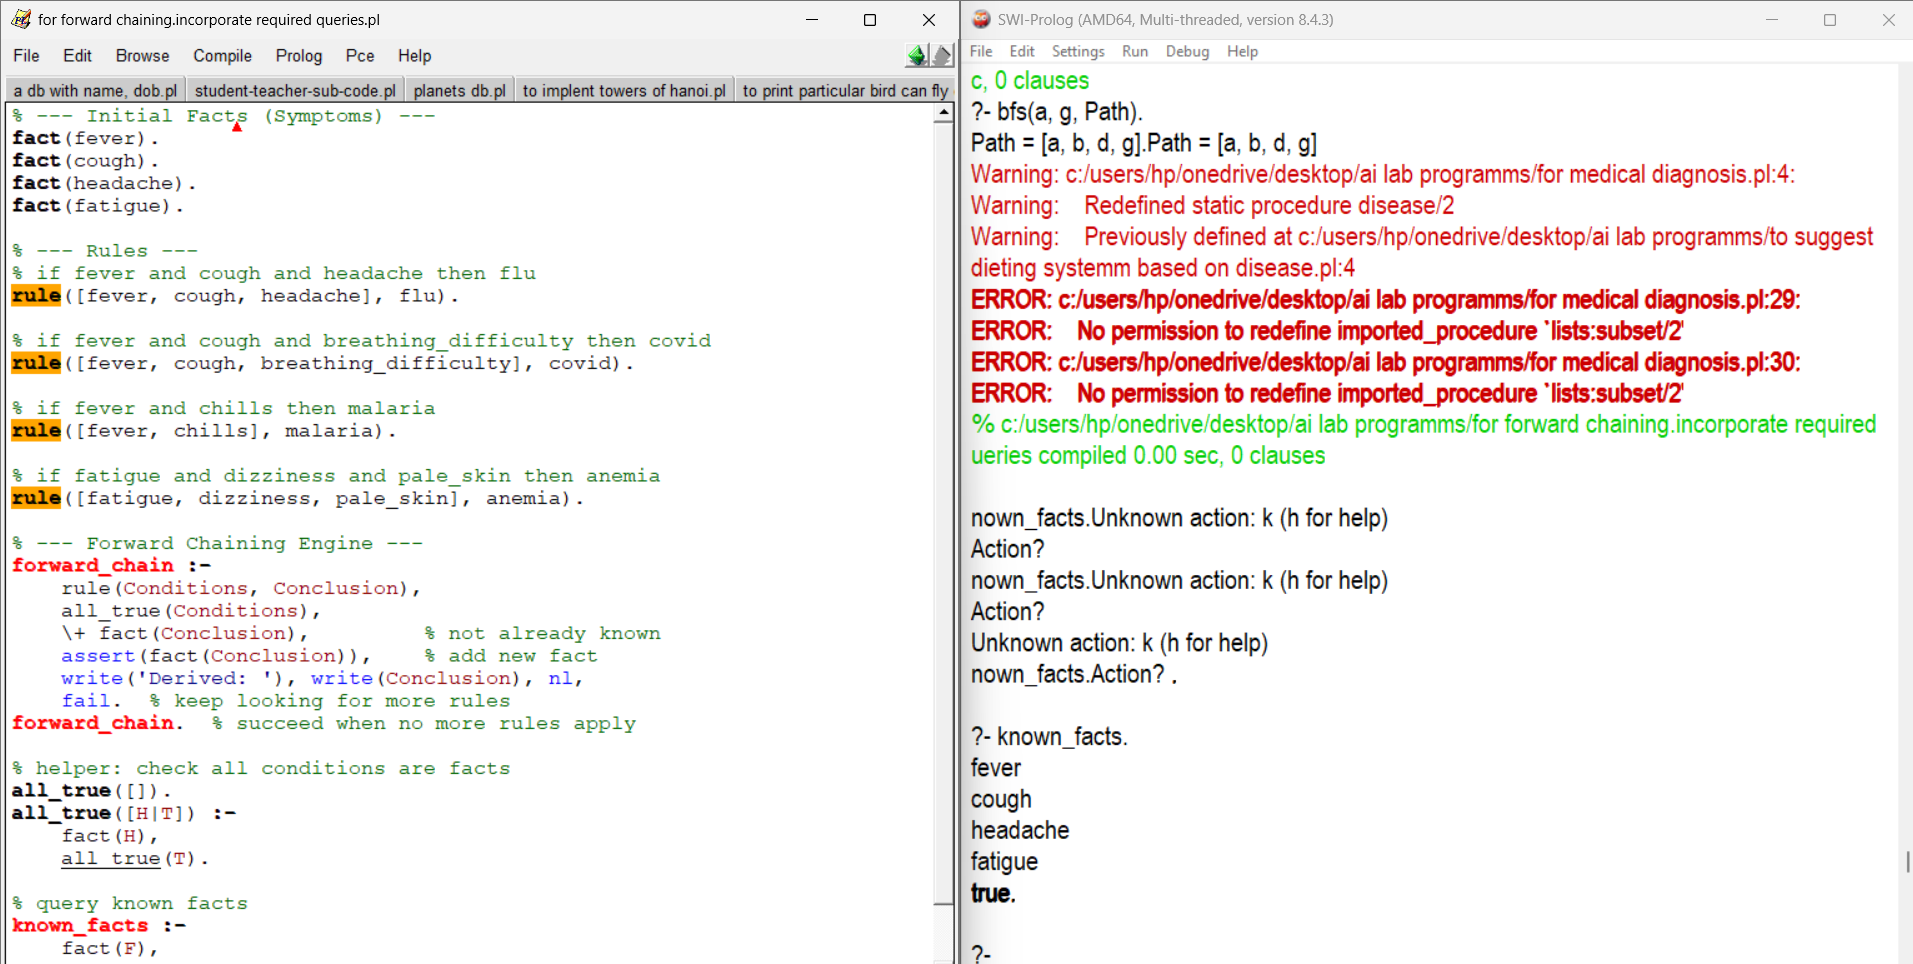 for forward chaining.incorporate required queries.pl
File Edit Browse Compile Prolog Pce Help
a db with name, dob.pl student-teacher-sub-code.pl planets db.pl to implent towers of hanoi.pl to print particular bird can fly
% --- Initial Facts (Symptoms) ---
fact(fever).
fact(cough).
fact(headache).
fact(fatigue).
% --- Rules ---
% if fever and cough and headache then flu
rule([fever, cough, headache], flu).
% if fever and cough and breathing_difficulty then covid
rule([fever, cough, breathing_difficulty], covid).
% if fever and chills then malaria
rule([fever, chills], malaria).
% if fatigue and dizziness and pale_skin then anemia
rule([fatigue, dizziness, pale_skin], anemia).
% --- Forward Chaining Engine ---
forward_chain :-
    rule(Conditions, Conclusion),
    all_true(Conditions),
    \+ fact(Conclusion),         % not already known
    assert(fact(Conclusion)),    % add new fact
    write('Derived: '), write(Conclusion), nl,
    fail.  % keep looking for more rules
forward_chain.  % succeed when no more rules apply
% helper: check all conditions are facts
all_true([]).
all_true([H|T]) :-
    fact(H),
    all_true(T).
% query known facts
known_facts :-
    fact(F),
SWI-Prolog (AMD64, Multi-threaded, version 8.4.3)
File Edit Settings Run Debug Help
c, 0 clauses
?- bfs(a, g, Path).
Path = [a, b, d, g].Path = [a, b, d, g]
Warning: c:/users/hp/onedrive/desktop/ai lab programms/for medical diagnosis.pl:4:
Warning:    Redefined static procedure disease/2
Warning:    Previously defined at c:/users/hp/onedrive/desktop/ai lab programms/to suggest
dieting systemm based on disease.pl:4
ERROR: c:/users/hp/onedrive/desktop/ai lab programms/for medical diagnosis.pl:29:
ERROR:    No permission to redefine imported_procedure `lists:subset/2'
ERROR: c:/users/hp/onedrive/desktop/ai lab programms/for medical diagnosis.pl:30:
ERROR:    No permission to redefine imported_procedure `lists:subset/2'
% c:/users/hp/onedrive/desktop/ai lab programms/for forward chaining.incorporate required
ueries compiled 0.00 sec, 0 clauses
nown_facts.Unknown action: k (h for help)
Action?
nown_facts.Unknown action: k (h for help)
Action?
Unknown action: k (h for help)
nown_facts.Action? .
?- known_facts.
fever
cough
headache
fatigue
true.
?-